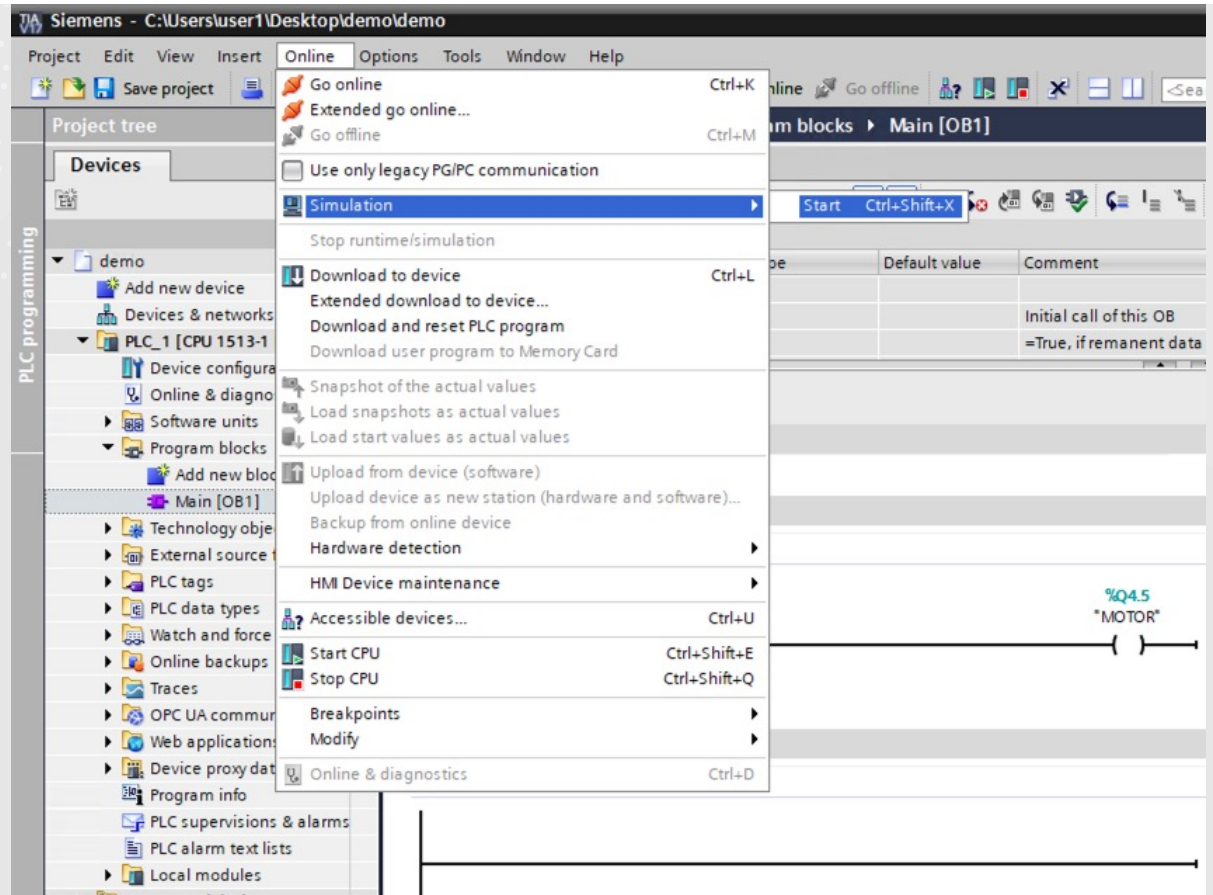 Siemens - C:\Users\user1\Desktop\demo\demo
Project Edit View Insert Online Options Tools Window Help
Save project
Go offline
Project tree
Main [OB1]
Devices
Go online Ctrl+K
Extended go online...
Go offline Ctrl+M
Use only legacy PG/PC communication
Simulation
Start Ctrl+Shift+X
Stop runtime/simulation
Download to device Ctrl+L
Extended download to device...
Download and reset PLC program
Download user program to Memory Card
Snapshot of the actual values
Load snapshots as actual values
Load start values as actual values
Upload from device (software)
Upload device as new station (hardware and software)...
Backup from online device
Hardware detection
HMI Device maintenance
Accessible devices... Ctrl+U
Start CPU Ctrl+Shift+E
Stop CPU Ctrl+Shift+Q
Breakpoints
Modify
Online & diagnostics Ctrl+D
PLC programming
demo
Add new device
Devices & networks
PLC_1 [CPU 1513-1
Device configura
Online & diagno
Software units
Program blocks
Add new bloc
Main [OB1]
Technology obje
External source f
PLC tags
PLC data types
Watch and force
Online backups
Traces
OPC UA commur
Web applications
Device proxy dat
Program info
PLC supervisions & alarms
PLC alarm text lists
Local modules
Default value Comment
Initial call of this OB
=True, if remanent data
%Q4.5
"MOTOR"